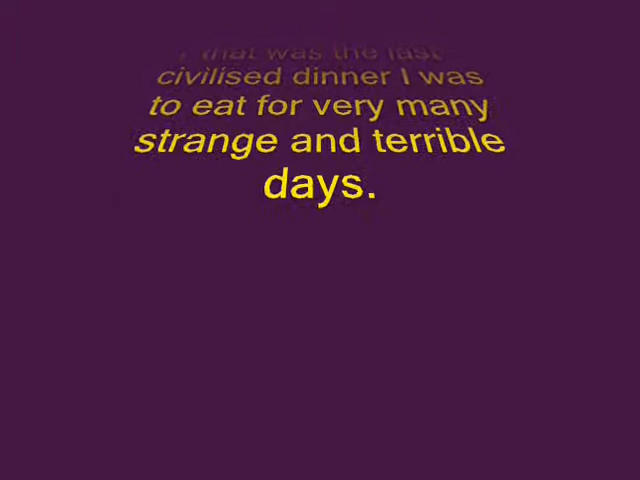 that was the last
civilised dinner I was
to eat for very many
strange and terrible
days.